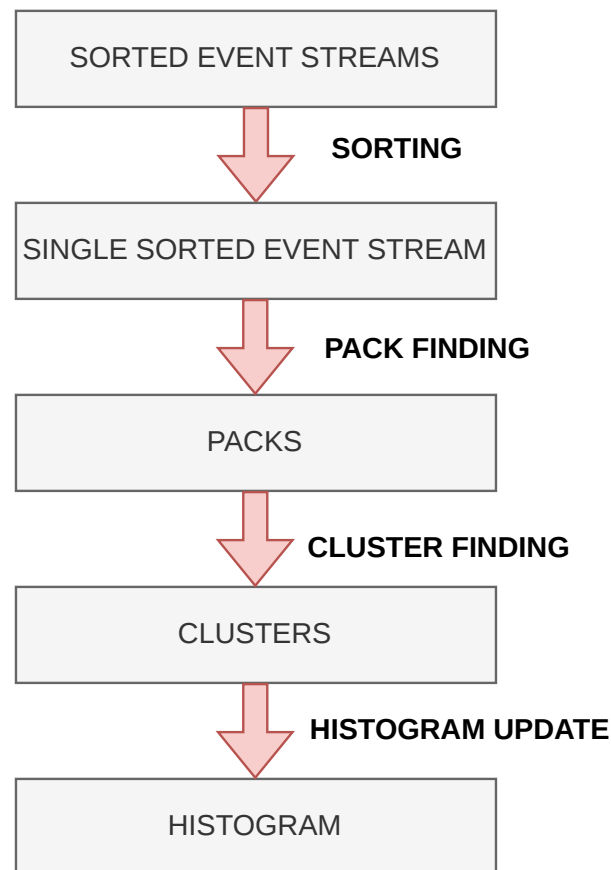 SORTED EVENT STREAMS
SORTING
SINGLE SORTED EVENT STREAM
PACK FINDING
PACKS
CLUSTER FINDING
CLUSTERS
HISTOGRAM UPDATE
HISTOGRAM